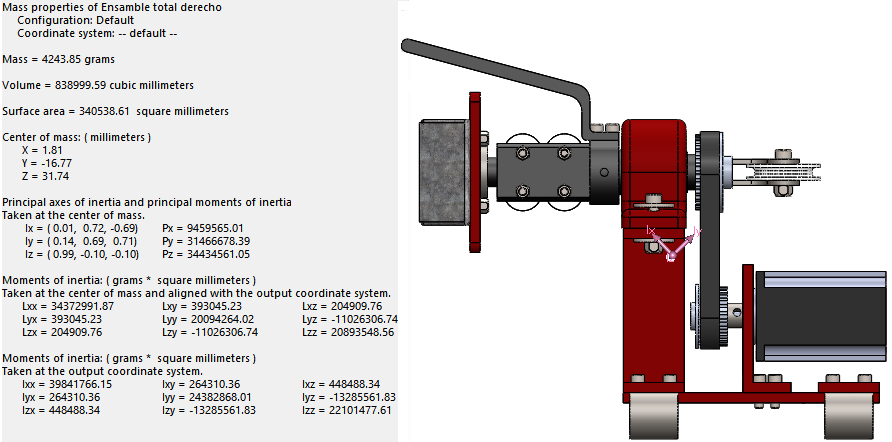 Mass properties of Ensamble total derecho
Configuration: Default
Coordinate system: -- default --
Mass = 4243.85 grams
Volume = 838999.59 cubic millimeters
Surface area = 340538.61 square millimeters
Center of mass: ( millimeters )
X = 1.81
Y = -16.77
Z = 31.74
Principal axes of inertia and principal moments of inertia
Taken at the center of mass.
Ix = ( 0.01, 0.72, -0.69) Px = 9459565.01
Iy = ( 0.14, 0.69, 0.71) Py = 31466678.39
Iz = ( 0.99, -0.10, -0.10) Pz = 34434561.05
Moments of inertia: ( grams * square millimeters )
Taken at the center of mass and aligned with the output coordinate system.
Lxx = 34372991.87 Lxy = 393045.23 Lxz = 204909.76
Lyx = 393045.23 Lyy = 20094264.02 Lyz = -11026306.74
Lzx = 204909.76 Lzy = -11026306.74 Lzz = 20893548.56
Moments of inertia: ( grams * square millimeters )
Taken at the output coordinate system.
Ixx = 39841766.15 Ixy = 264310.36 Ixz = 448488.34
Iyx = 264310.36 Iyy = 24382868.01 Iyz = -13285561.83
Izx = 448488.34 Izy = -13285561.83 Izz = 22101477.61